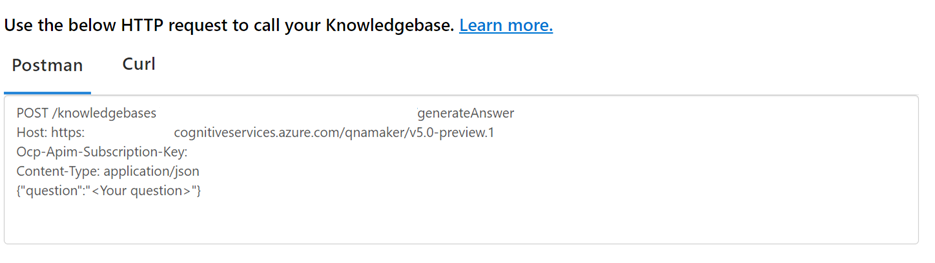 Use the below HTTP request to call your Knowledgebase. Learn more.
Postman Curl
POST /knowledgebases generateAnswer
Host: https: cognitiveservices.azure.com/qnamaker/v5.0-preview.1
Ocp-Apim-Subscription-Key:
Content-Type: application/json
{"question":"<Your question>"}